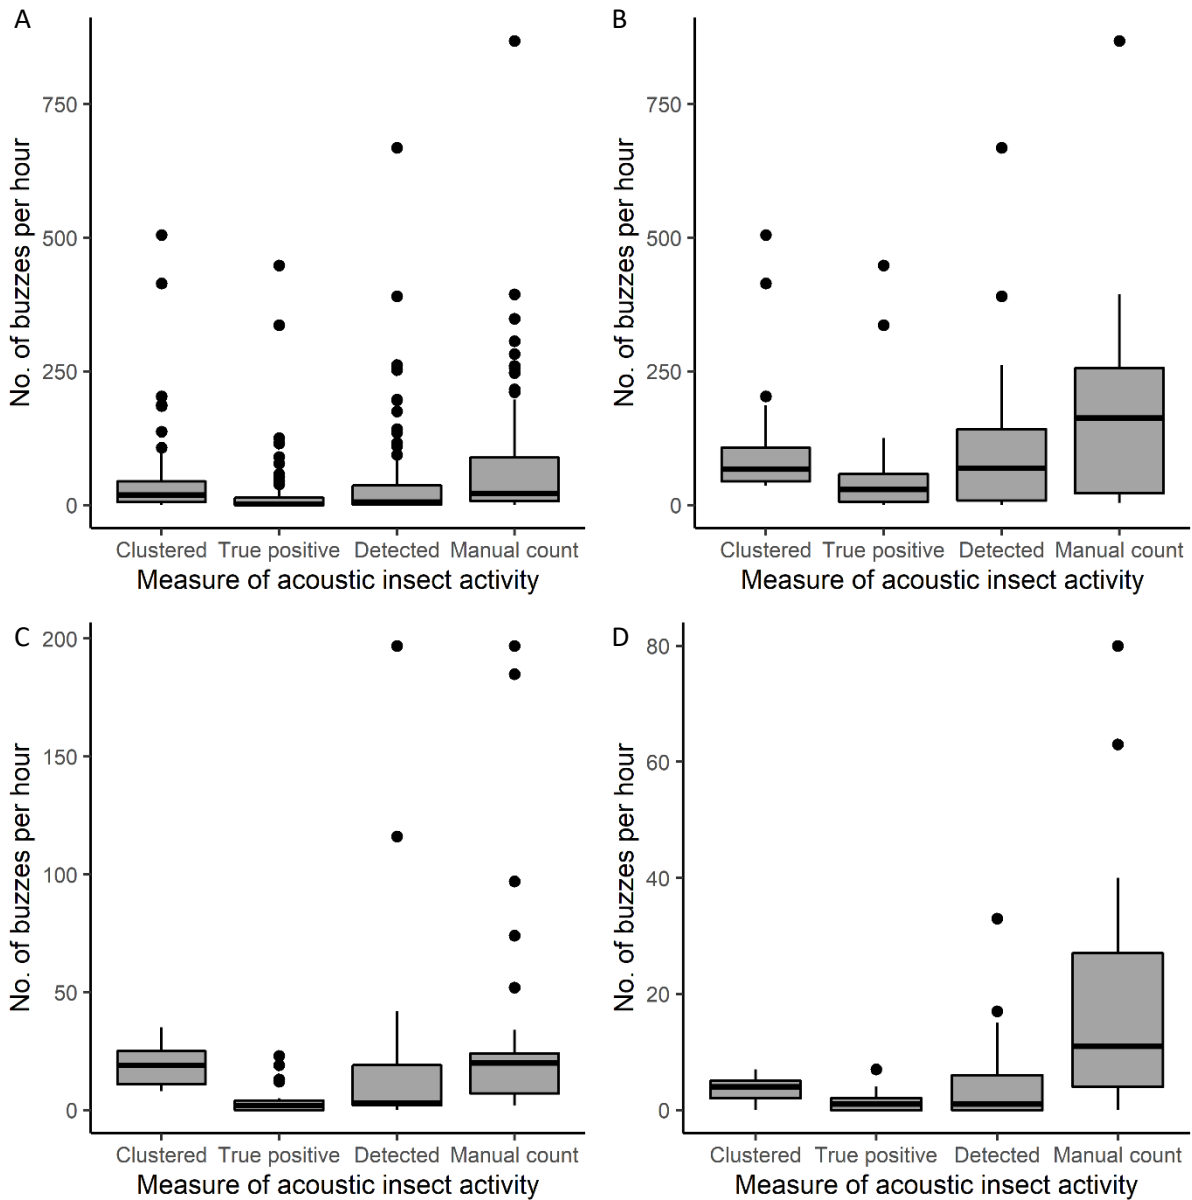 A
No. of buzzes per hour
750
500
250
0
Clustered True positive Detected Manual count
Measure of acoustic insect activity
B
No. of buzzes per hour
750
500
250
0
Clustered True positive Detected Manual count
Measure of acoustic insect activity
C
No. of buzzes per hour
200
150
100
50
0
Clustered True positive Detected Manual count
Measure of acoustic insect activity
D
No. of buzzes per hour
80
60
40
20
0
Clustered True positive Detected Manual count
Measure of acoustic insect activity